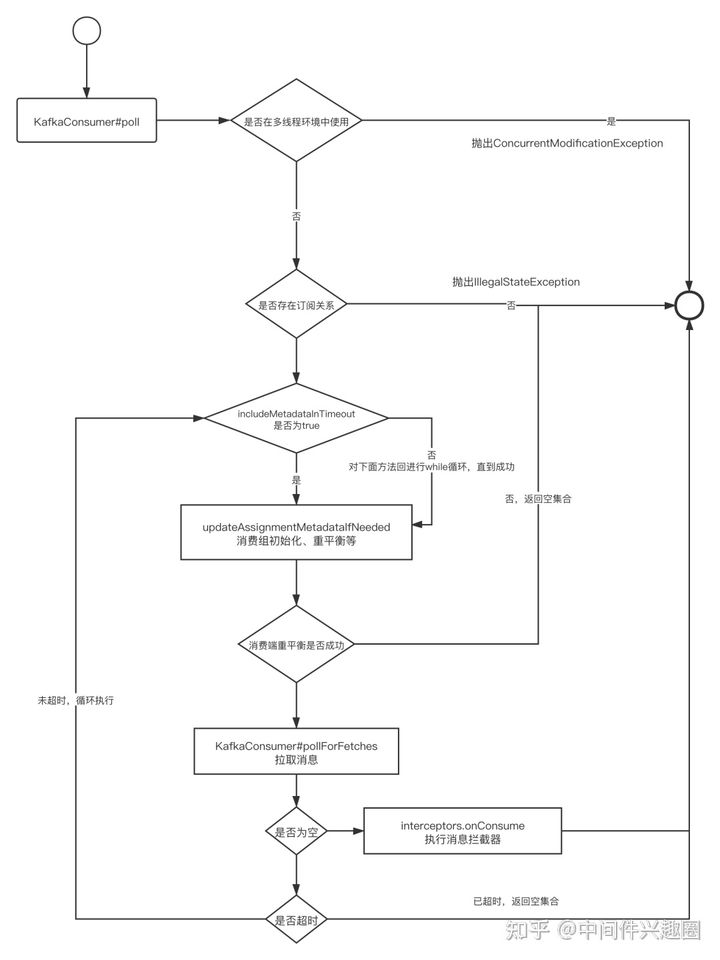 KafkaConsumer#poll
是否在多线程环境中使用
是
抛出ConcurrentModificationException
否
抛出IllegalStateException
是否存在订阅关系
否
includeMetadataInTimeout
是否为true
否
对下面方法回进行while循环，直到成功
是
否，返回空集合
updateAssignmentMetadataIfNeeded
消费组初始化、重平衡等
消费端重平衡是否成功
未超时，循环执行
KafkaConsumer#pollForFetches
拉取消息
是否为空
interceptors.onConsume
执行消息拦截器
已超时，返回空集合
是否超时
知乎 @中间件兴趣圈